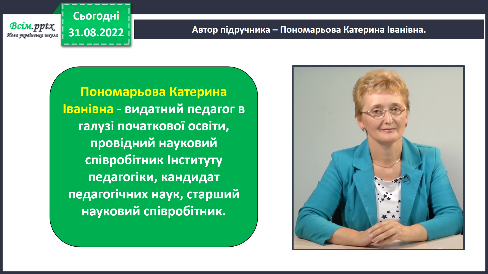 Всім.pptx
Нова українська школа
Сьогодні
31.08.2022
Автор підручника – Пономарьова Катерина Іванівна.
Пономарьова Катерина
Іванівна - видатний педагог в
галузі початкової освіти,
провідний науковий
співробітник Інституту
педагогіки, кандидат
педагогічних наук, старший
науковий співробітник.